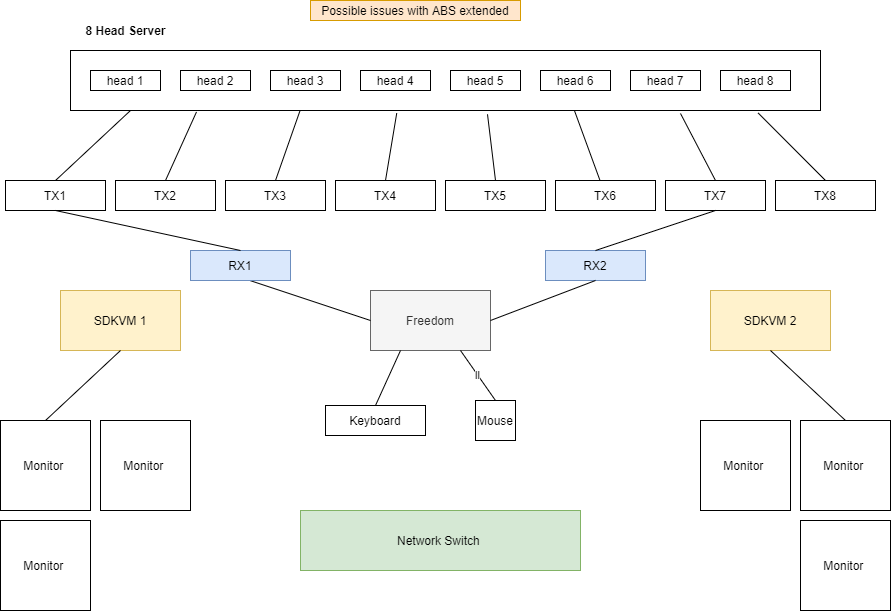 Possible issues with ABS extended
8 Head Server
head 1
head 2
head 3
head 4
head 5
head 6
head 7
head 8
TX1
TX2
TX3
TX4
TX5
TX6
TX7
TX8
RX1
RX2
SDKVM 1
Freedom
SDKVM 2
ll
Keyboard
Mouse
Monitor
Monitor
Monitor
Monitor
Network Switch
Monitor
Monitor